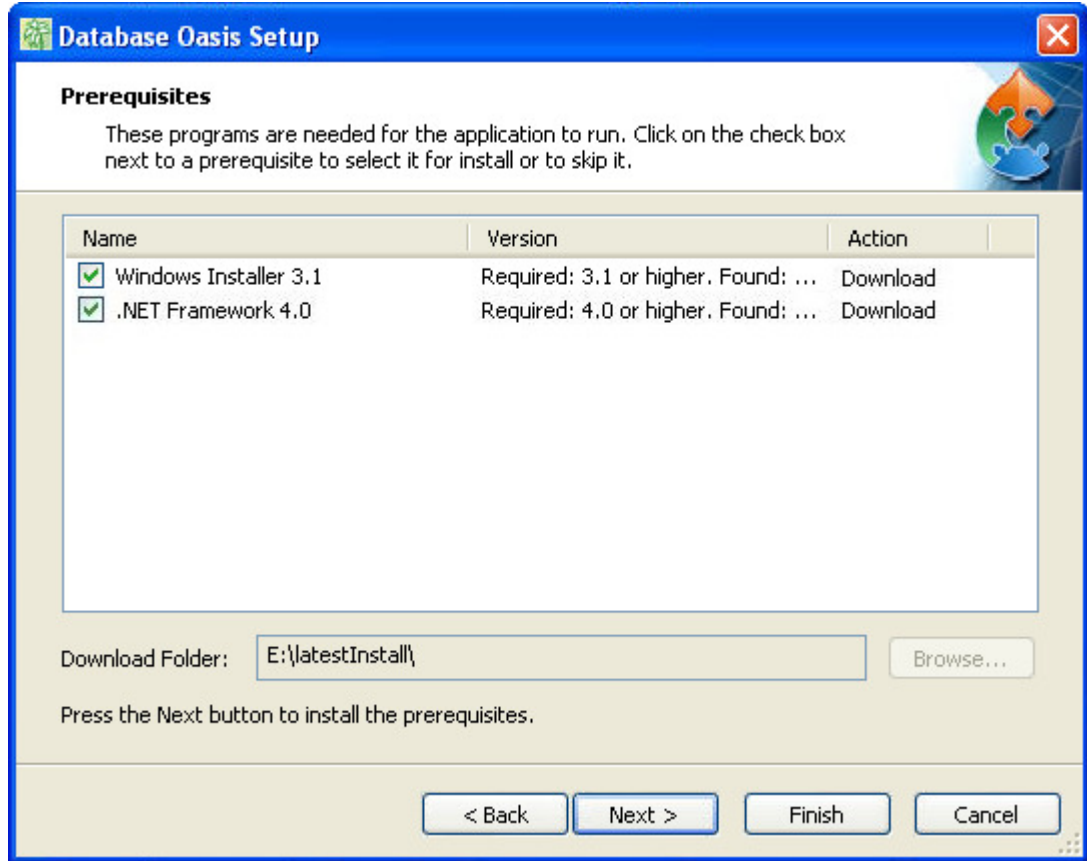 Database Oasis Setup
Prerequisites
These programs are needed for the application to run. Click on the check box
next to a prerequisite to select it for install or to skip it.
Name Version Action
Windows Installer 3.1 Required: 3.1 or higher. Found: ... Download
.NET Framework 4.0 Required: 4.0 or higher. Found: ... Download
Download Folder: E:\latestInstall\ Browse...
Press the Next button to install the prerequisites.
< Back Next > Finish Cancel